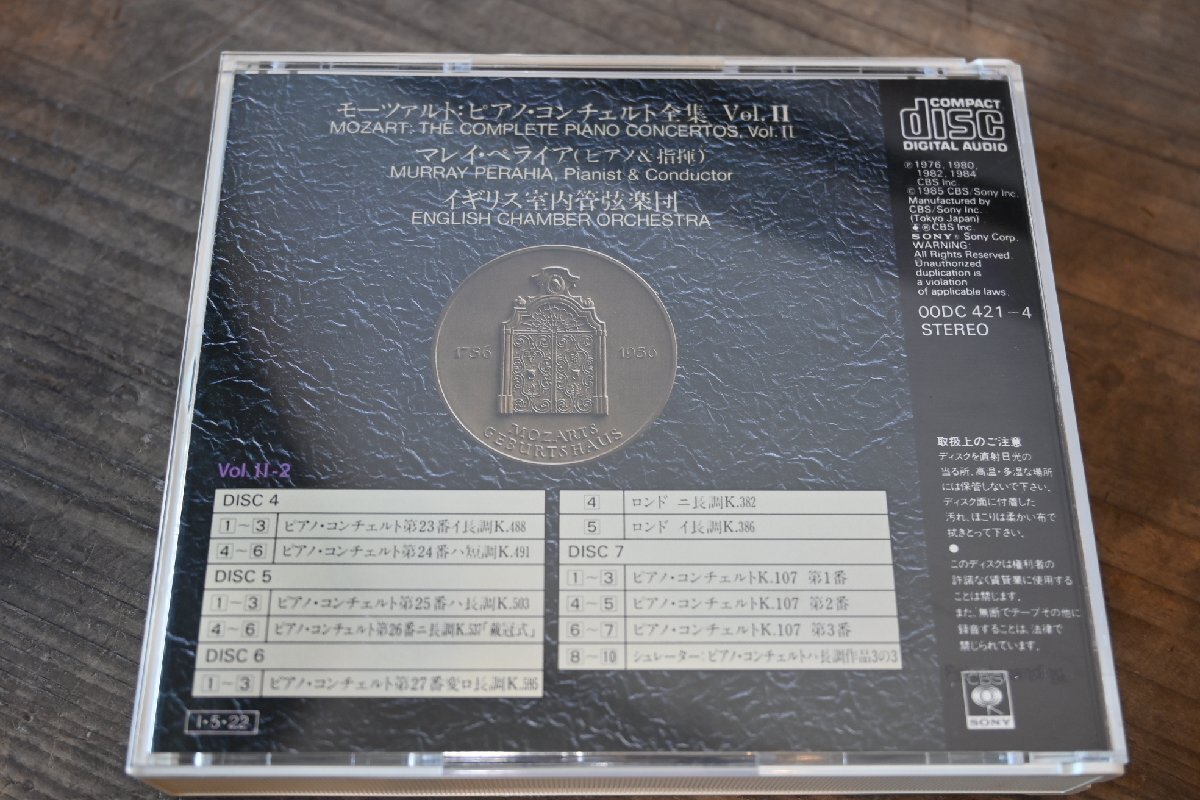 モーツァルト:ピアノ・コンチェルト全集 Vol.II
MOZART: THE COMPLETE PIANO CONCERTOS, Vol.II
マレイ・ペライア(ピアノ&指揮)
MURRAY PERAHIA, Pianist & Conductor
イギリス室内管弦楽団
ENGLISH CHAMBER ORCHESTRA
1756 1956
MOZARTS
GEBURTSHAUS
Vol.II-2
DISC 4
1~3 ピアノ・コンチェルト第23番イ長調K.488
4~6 ピアノ・コンチェルト第24番ハ短調K.491
DISC 5
1~3 ピアノ・コンチェルト第25番ハ長調K.503
4~6 ピアノ・コンチェルト第26番ニ長調K.537「戴冠式」
DISC 6
1~3 ピアノ・コンチェルト第27番変ロ長調K.595
4 ロンド ニ長調K.382
5 ロンド イ長調K.386
DISC 7
1~3 ピアノ・コンチェルトK.107 第1番
4~5 ピアノ・コンチェルトK.107 第2番
6~7 ピアノ・コンチェルトK.107 第3番
8~10 シュレーター:ピアノ・コンチェルトハ長調作品3の3
I・5・22
COMPACT
disc
DIGITAL AUDIO
℗1976, 1980,
1982, 1984
CBS Inc.
©1985 CBS/Sony Inc.
Manufactured by
CBS/Sony Inc.
(Tokyo Japan)
®CBS Inc.
SONY® Sony Corp.
WARNING:
All Rights Reserved.
Unauthorized
duplication is
a violation
of applicable laws.
00DC 421-4
STEREO
取扱上のご注意
ディスクを直射日光の
当る所、高温・多湿な場所
には保管しないで下さい。
ディスク面に付着した
汚れ、ほこりは柔かい布で
拭きとって下さい。
●
このディスクは権利者の
許諾なく賃貸業に使用する
ことは禁じます。
また、無断でテープその他に
録音することは、法律で
禁じられています。
CBS
SONY